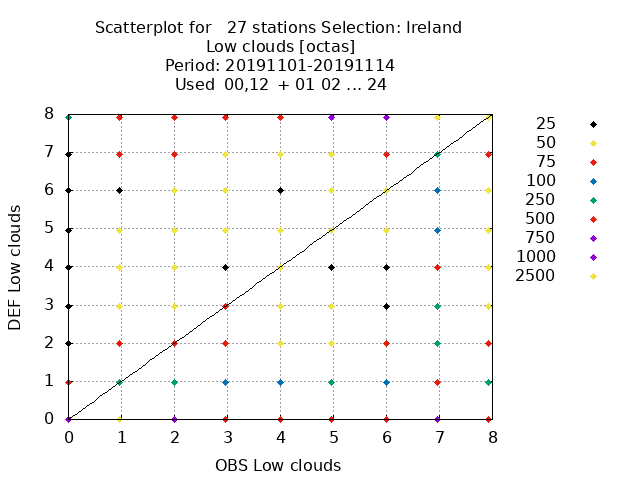 Scatterplot for   27 stations Selection: Ireland
Low clouds [octas]
Period: 20191101-20191114
Used  00,12  + 01 02 ... 24
8
7
6
5
4
3
2
1
0
DEF Low clouds
0 1 2 3 4 5 6 7 8
OBS Low clouds
25
50
75
100
250
500
750
1000
2500